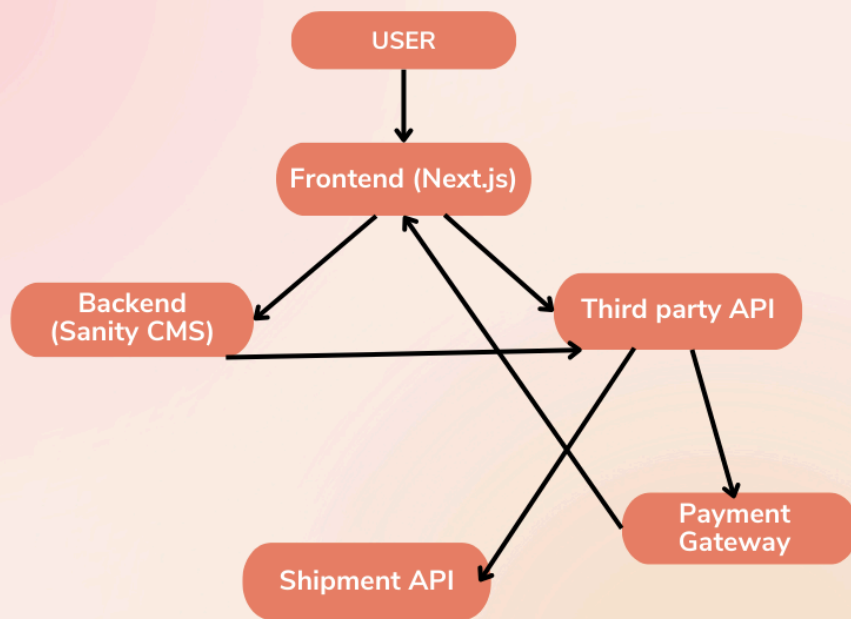 USER
Frontend (Next.js)
Backend
(Sanity CMS)
Third party API
Payment
Gateway
Shipment API